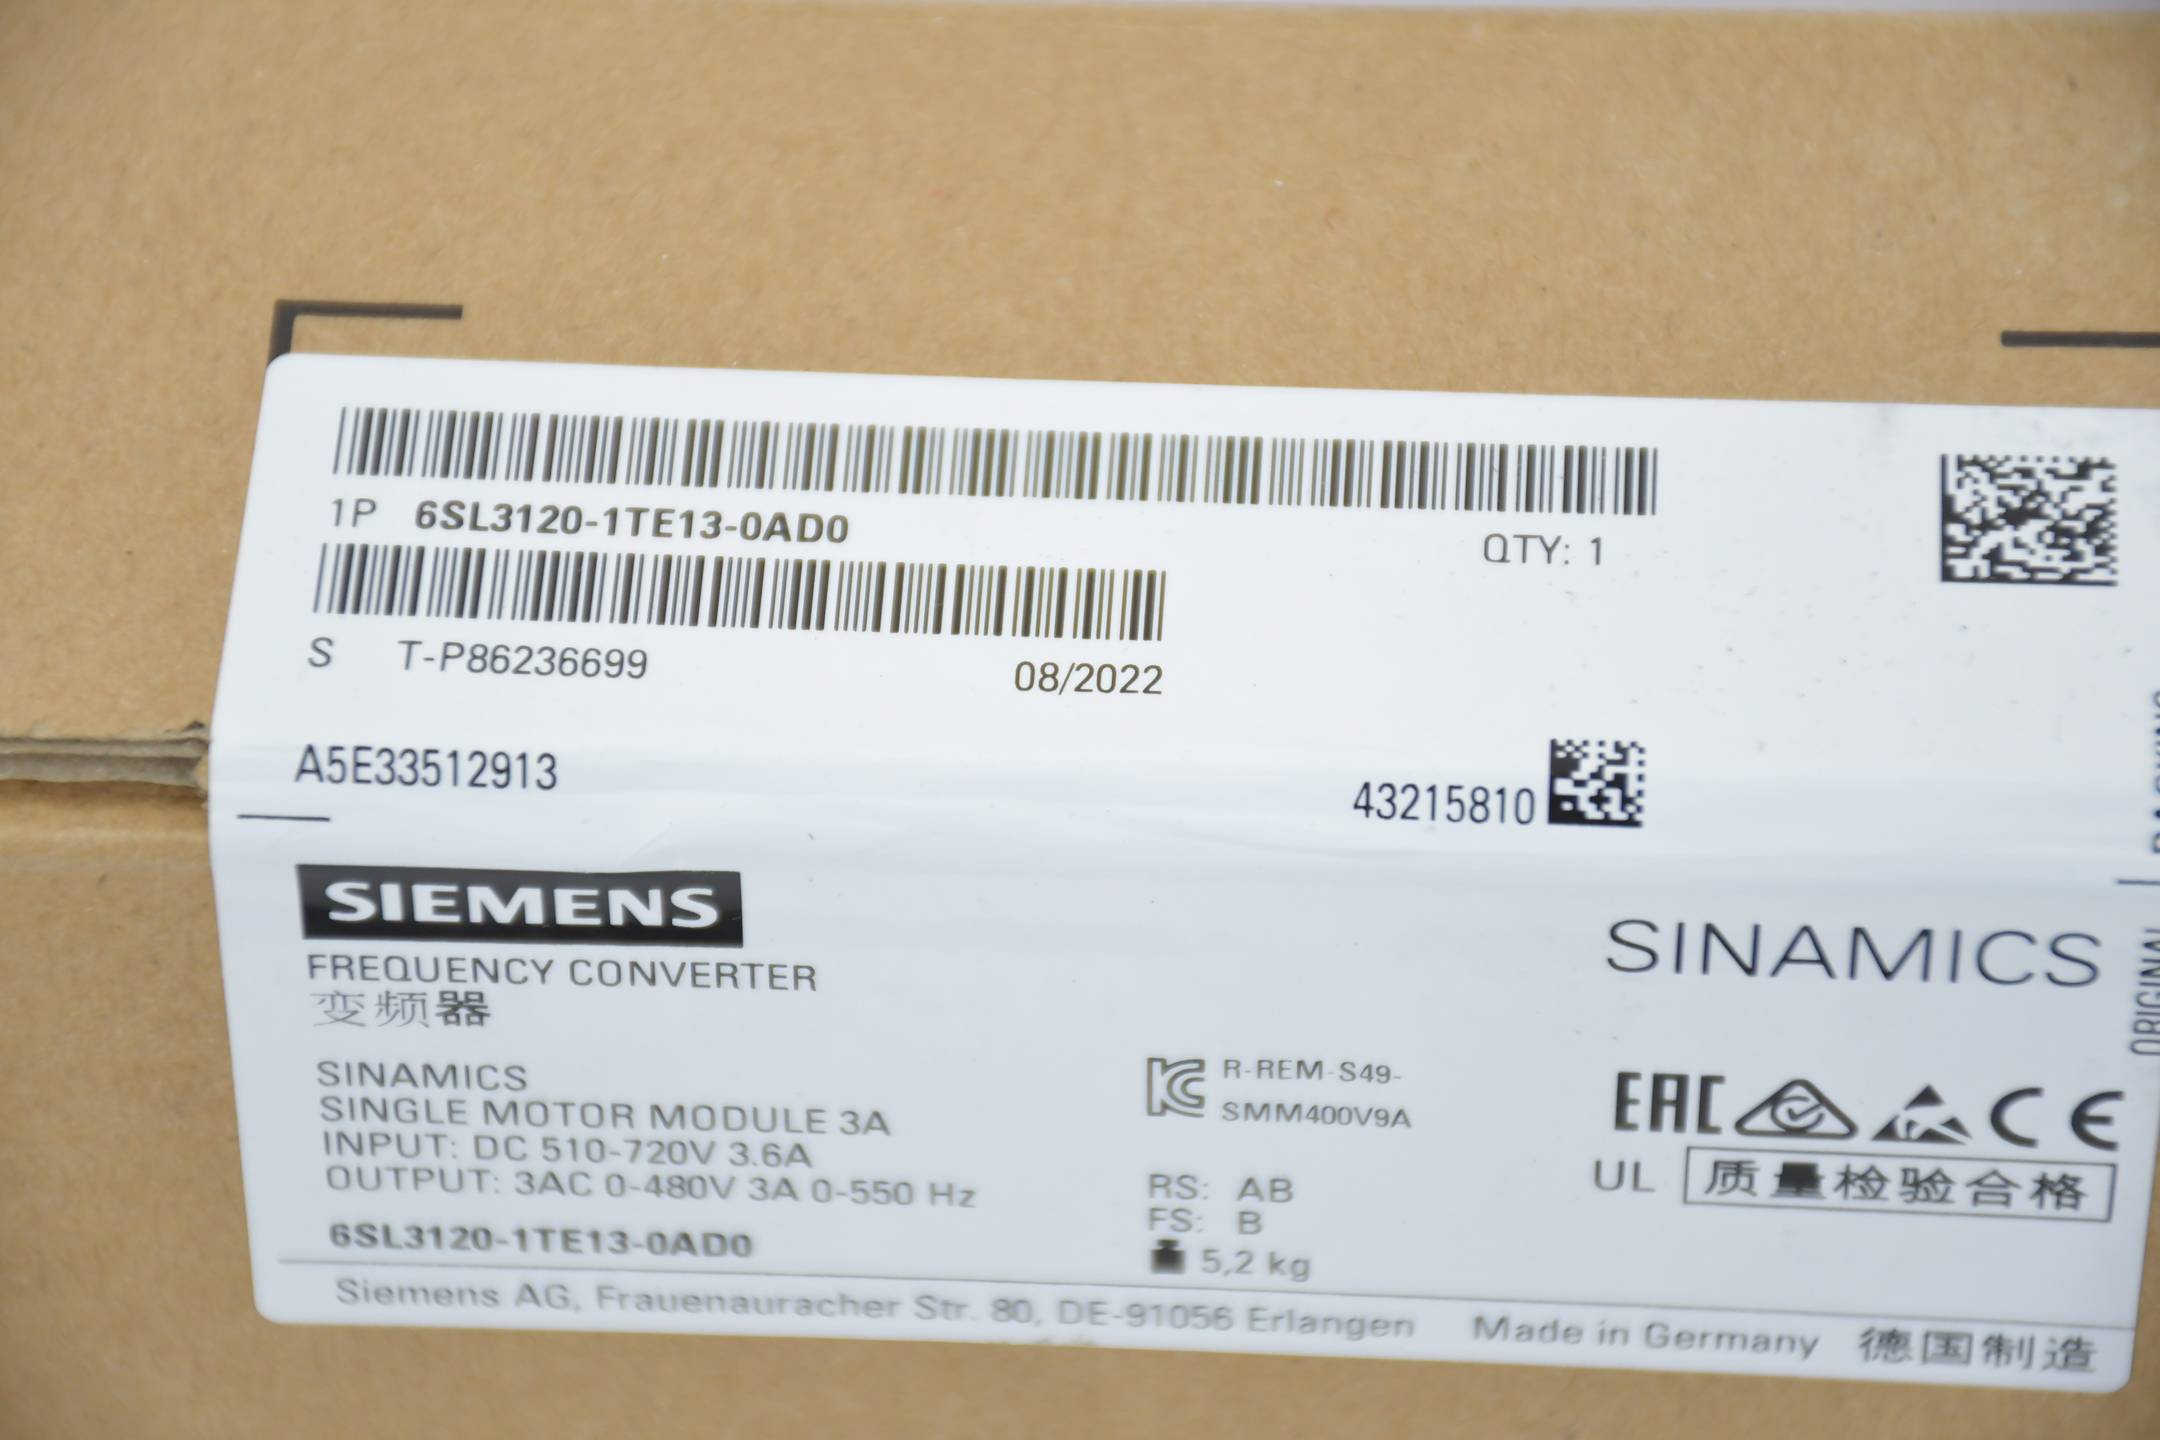 1P 6SL3120-1TE13-0AD0
QTY: 1
S T-P86236699 08/2022
A5E33512913
43215810
SIEMENS
FREQUENCY CONVERTER
变频器
SINAMICS
SINAMICS
SINGLE MOTOR MODULE 3A
INPUT: DC 510-720V 3.6A
OUTPUT: 3AC 0-480V 3A 0-550 Hz
6SL3120-1TE13-0AD0
R-REM-S49-
SMM400V9A
RS: AB
FS: B
5,2 kg
EAC CE
UL 质量检验合格
Siemens AG, Frauenauracher Str. 80, DE-91056 Erlangen Made in Germany 德国制造
ORIGINAL